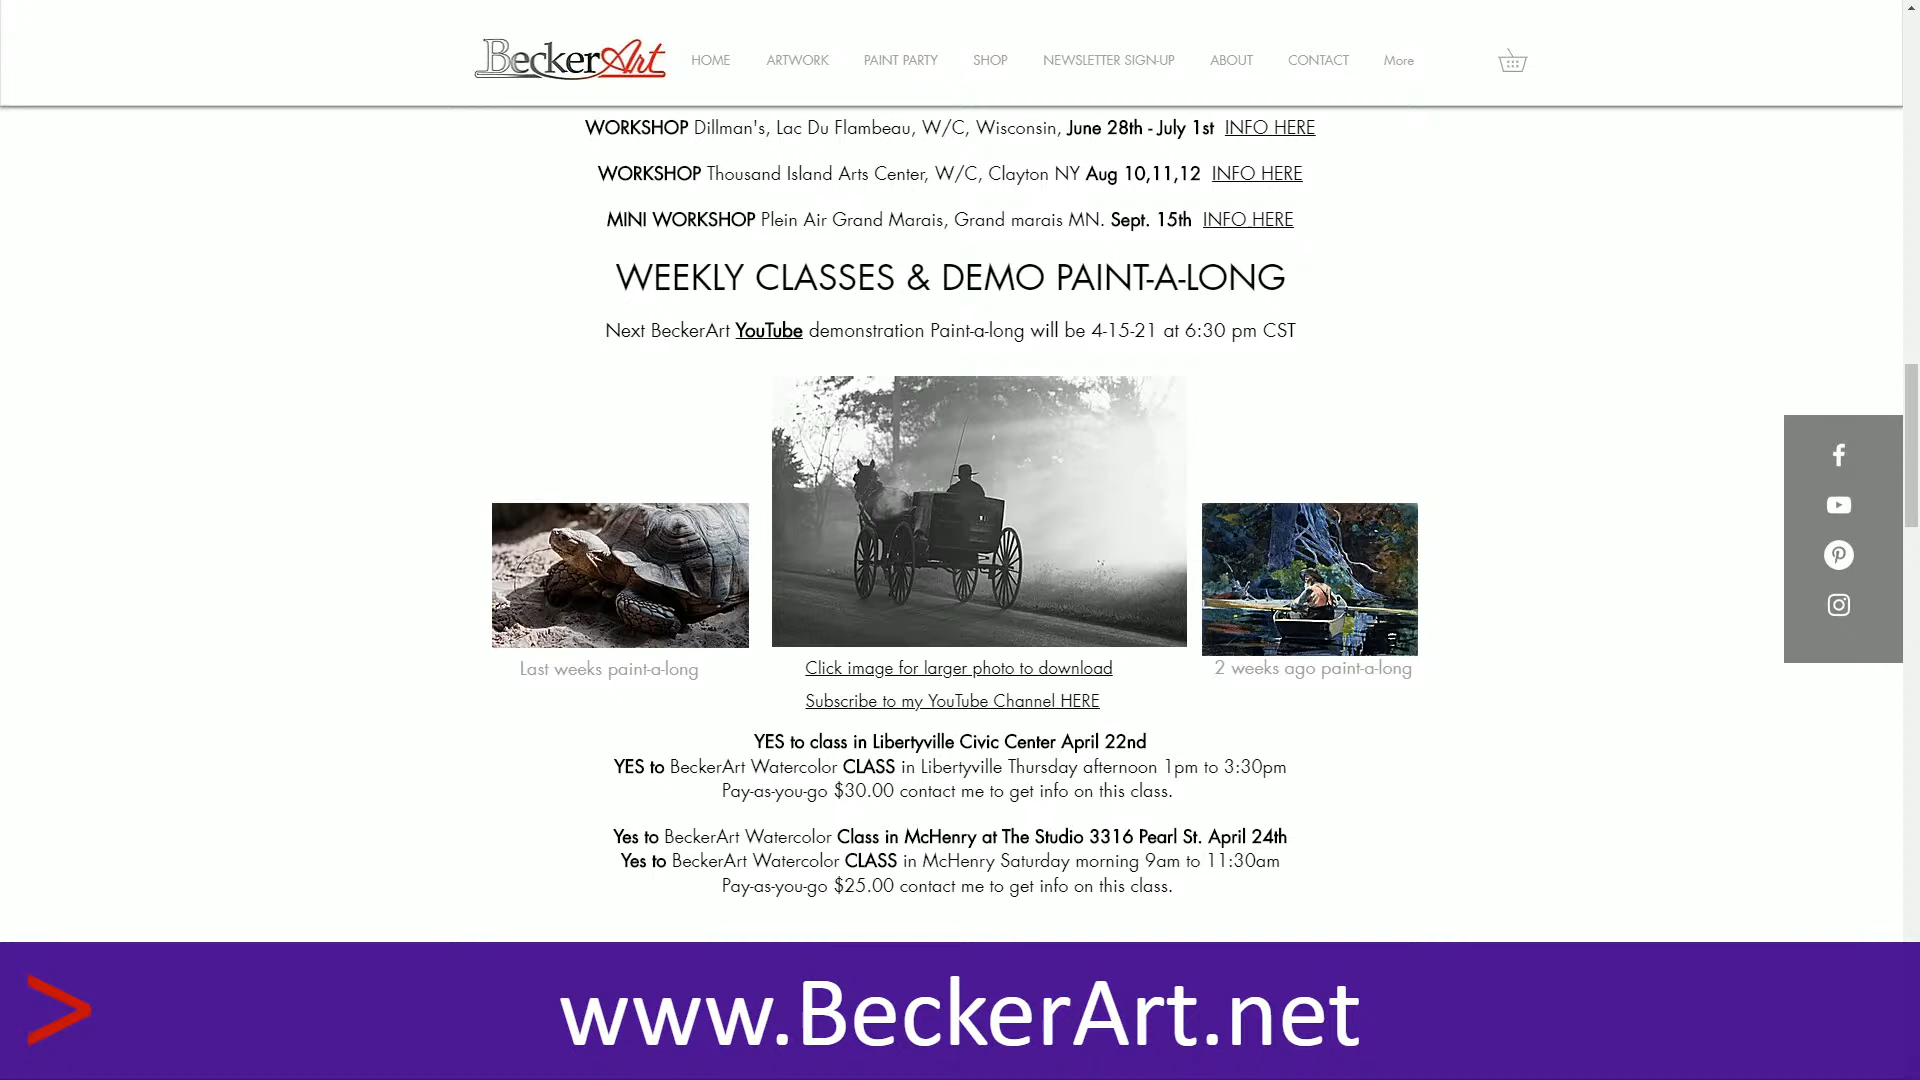 BeckerArt HOME ARTWORK PAINT PARTY SHOP NEWSLETTER SIGN-UP ABOUT CONTACT More
WORKSHOP Dillman's, Lac Du Flambeau, W/C, Wisconsin, June 28th - July 1st INFO HERE
WORKSHOP Thousand Island Arts Center, W/C, Clayton NY Aug 10,11,12 INFO HERE
MINI WORKSHOP Plein Air Grand Marais, Grand marais MN. Sept. 15th INFO HERE
WEEKLY CLASSES & DEMO PAINT-A-LONG
Next BeckerArt YouTube demonstration Paint-a-long will be 4-15-21 at 6:30 pm CST
Last weeks paint-a-long
Click image for larger photo to download
2 weeks ago paint-a-long
Subscribe to my YouTube Channel HERE
YES to class in Libertyville Civic Center April 22nd
YES to BeckerArt Watercolor CLASS in Libertyville Thursday afternoon 1pm to 3:30pm
Pay-as-you-go $30.00 contact me to get info on this class.
Yes to BeckerArt Watercolor Class in McHenry at The Studio 3316 Pearl St. April 24th
Yes to BeckerArt Watercolor CLASS in McHenry Saturday morning 9am to 11:30am
Pay-as-you-go $25.00 contact me to get info on this class.
> www.BeckerArt.net